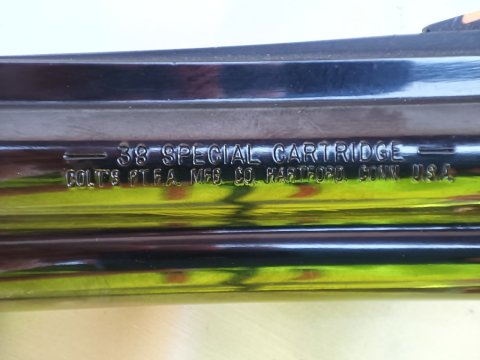 — 38 SPECIAL CARTRIDGE —
COLT'S PT.F.A. MFG. CO. HARTFORD, CONN. U.S.A.